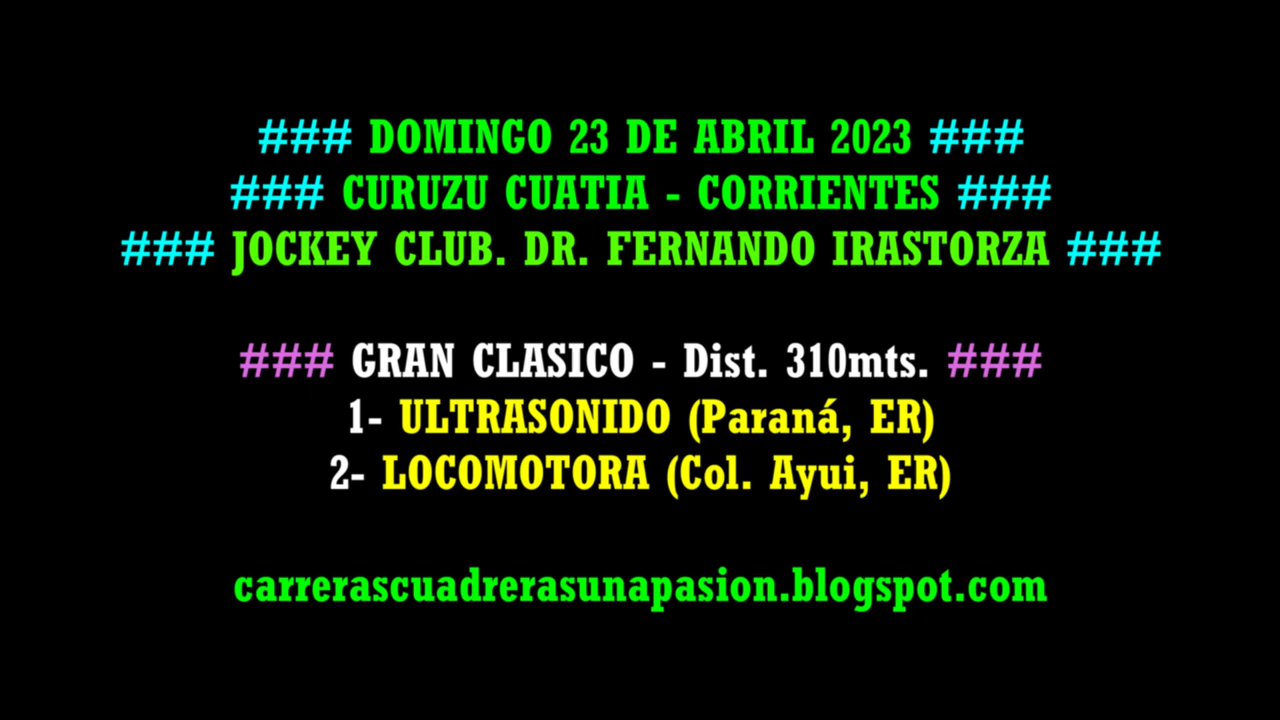 ### DOMINGO 23 DE ABRIL 2023 ###
### CURUZU CUATIA - CORRIENTES ###
### JOCKEY CLUB. DR. FERNANDO IRASTORZA ###
### GRAN CLASICO - Dist. 310mts. ###
1- ULTRASONIDO (Paraná, ER)
2- LOCOMOTORA (Col. Ayui, ER)
carrerascuadrerasunapasion.blogspot.com